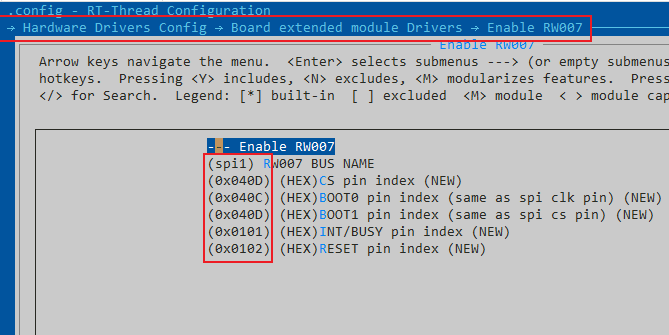 .config - RT-Thread Configuration
→ Hardware Drivers Config → Board extended module Drivers → Enable RW007
Enable RW007
Arrow keys navigate the menu. <Enter> selects submenus ---> (or empty submenus
hotkeys. Pressing <Y> includes, <N> excludes, <M> modularizes features. Pres
</> for Search. Legend: [*] built-in [ ] excluded <M> module < > module cap
--- Enable RW007
(spi1) RW007 BUS NAME
(0x040D) (HEX)CS pin index (NEW)
(0x040C) (HEX)BOOT0 pin index (same as spi clk pin) (NEW)
(0x040D) (HEX)BOOT1 pin index (same as spi cs pin) (NEW)
(0x0101) (HEX)INT/BUSY pin index (NEW)
(0x0102) (HEX)RESET pin index (NEW)